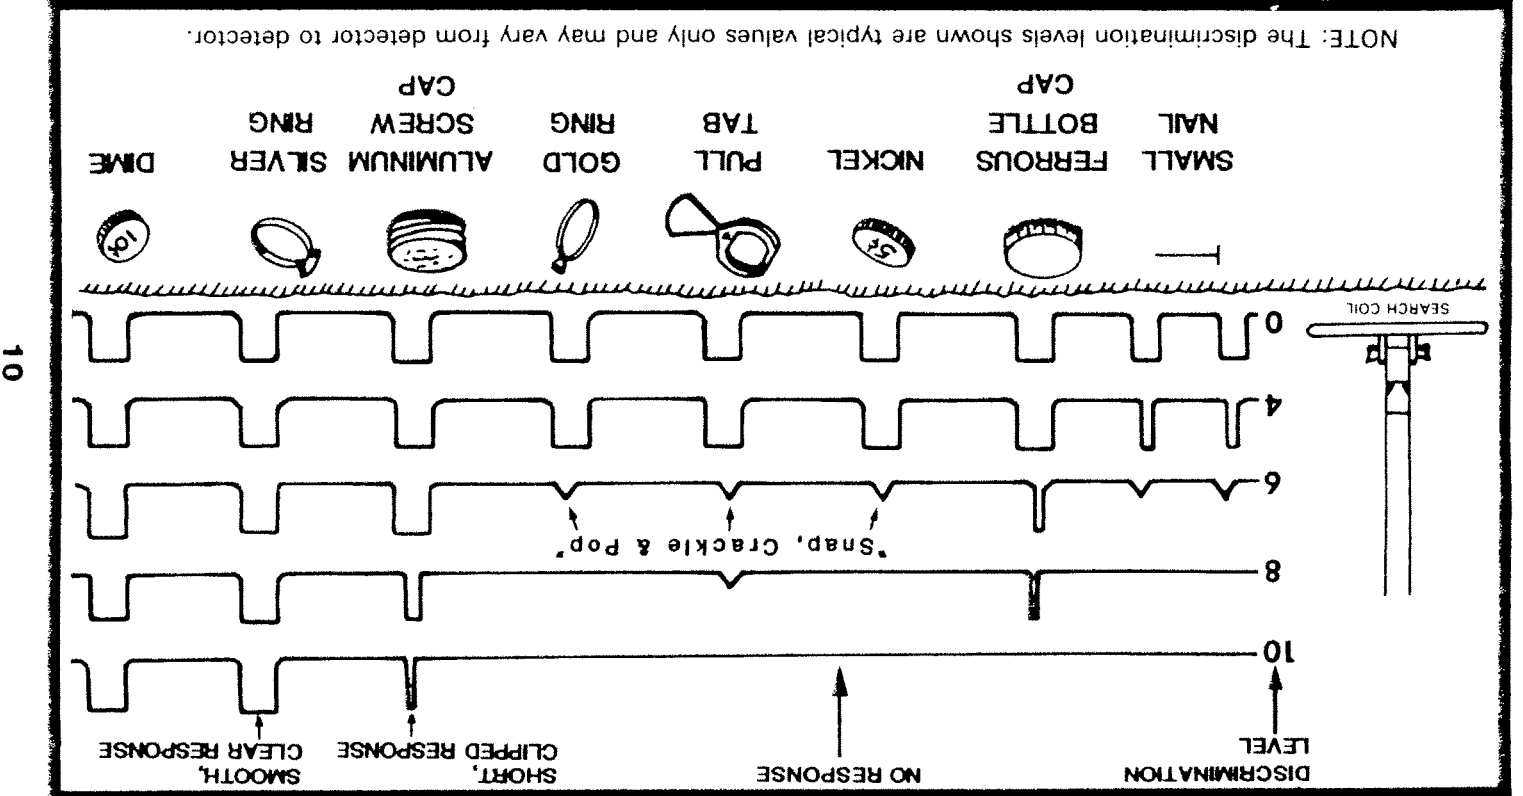 DISCRIMINATION
LEVEL
NO RESPONSE
SHORT,
CLIPPED RESPONSE
SMOOTH,
CLEAR RESPONSE
10
8
"Snap, Crackle & Pop"
6
4
0
SEARCH COIL
5¢
10¢
SMALL
NAIL
FERROUS
BOTTLE
CAP
NICKEL
PULL
TAB
GOLD
RING
ALUMINUM
SCREW
CAP
SILVER
RING
DIME
NOTE: The discrimination levels shown are typical values only and may vary from detector to detector.
10